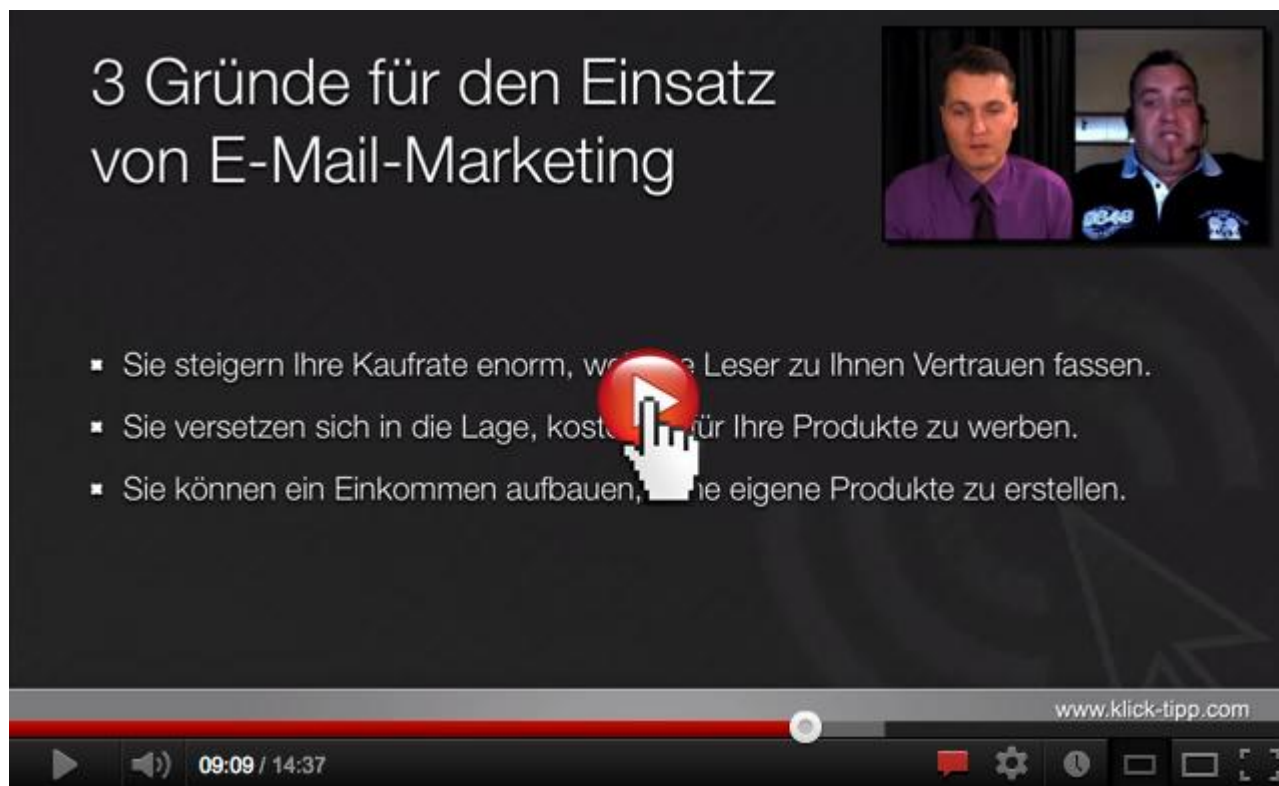 3 Gründe für den Einsatz
von E-Mail-Marketing
Sie steigern Ihre Kaufrate enorm, Leser zu Ihnen Vertrauen fassen.
Sie versetzen sich in die Lage, für Ihre Produkte zu werben.
Sie können ein Einkommen aufbauen, eigene Produkte zu erstellen.
www.klick-tipp.com
09:09 / 14:37